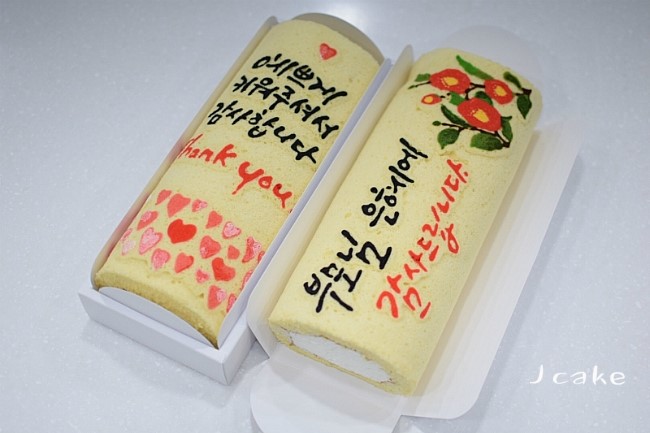 예쁘게
키워주셔서
감사합니다
Thank you.
부모님 은혜에
감사드립니다
J cake